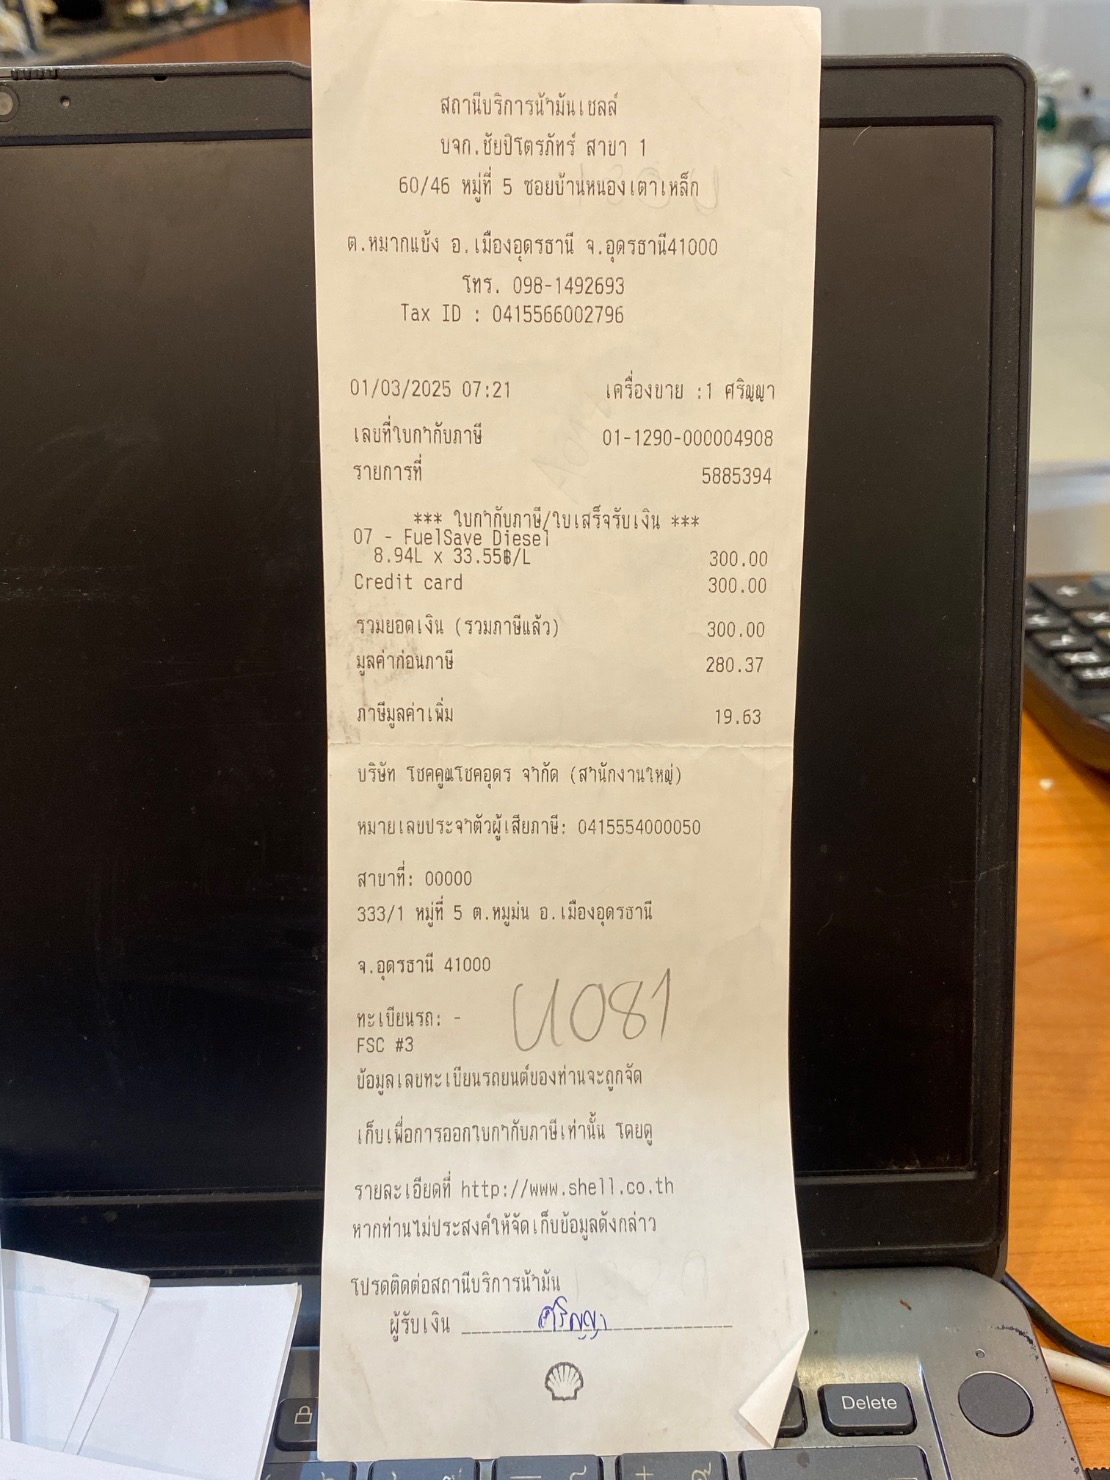 สถานีบริการน้ำมันเชลล์
บจก.ชัยปิโตรภัทร์ สาขา 1
60/46 หมู่ที่ 5 ซอยบ้านหนองเตาเหล็ก
ต.หมากแข้ง อ.เมืองอุดรธานี จ.อุดรธานี41000
โทร. 098-1492693
Tax ID : 0415566002796
01/03/2025 07:21 เครื่องขาย :1 ศริญญา
เลขที่ใบกำกับภาษี 01-1290-000004908
รายการที่ 5885394
*** ใบกำกับภาษี/ใบเสร็จรับเงิน ***
07 - FuelSave Diesel
8.94L x 33.55฿/L 300.00
Credit card 300.00
รวมยอดเงิน (รวมภาษีแล้ว) 300.00
มูลค่าก่อนภาษี 280.37
ภาษีมูลค่าเพิ่ม 19.63
บริษัท โชคคูณโชคอุดร จำกัด (สำนักงานใหญ่)
หมายเลขประจำตัวผู้เสียภาษี: 0415554000050
สาขาที่: 00000
333/1 หมู่ที่ 5 ต.หมูม่น อ.เมืองอุดรธานี
จ.อุดรธานี 41000
ทะเบียนรถ: -
U081
FSC #3
ข้อมูลเลขทะเบียนรถยนต์ของท่านจะถูกจัด
เก็บเพื่อการออกใบกำกับภาษีเท่านั้น โดยดู
รายละเอียดที่ http://www.shell.co.th
หากท่านไม่ประสงค์ให้จัดเก็บข้อมูลดังกล่าว
โปรดติดต่อสถานีบริการน้ำมัน
ผู้รับเงิน ศริญญา
Delete